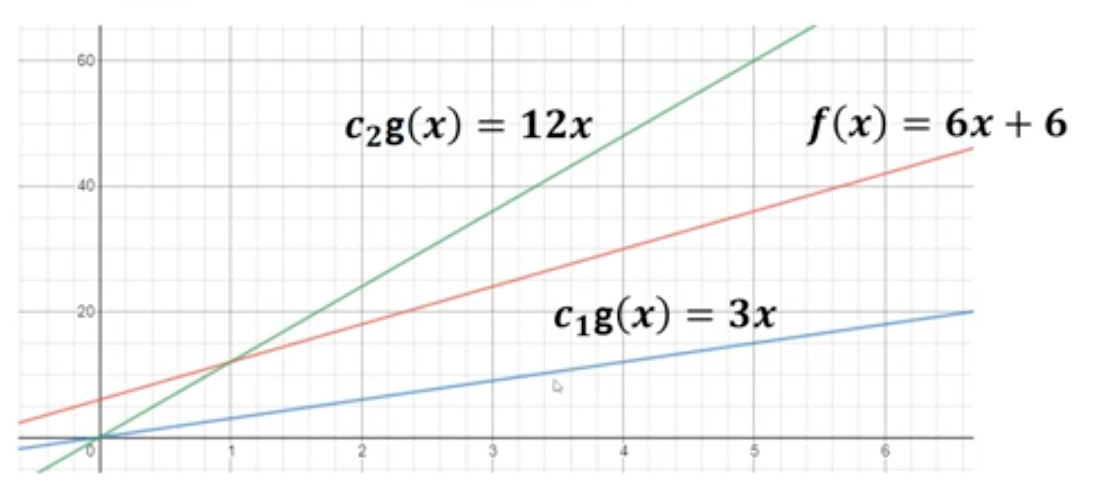 60
c₂g(x) = 12x
f(x) = 6x + 6
40
20
c₁g(x) = 3x
0 1 2 3 4 5 6